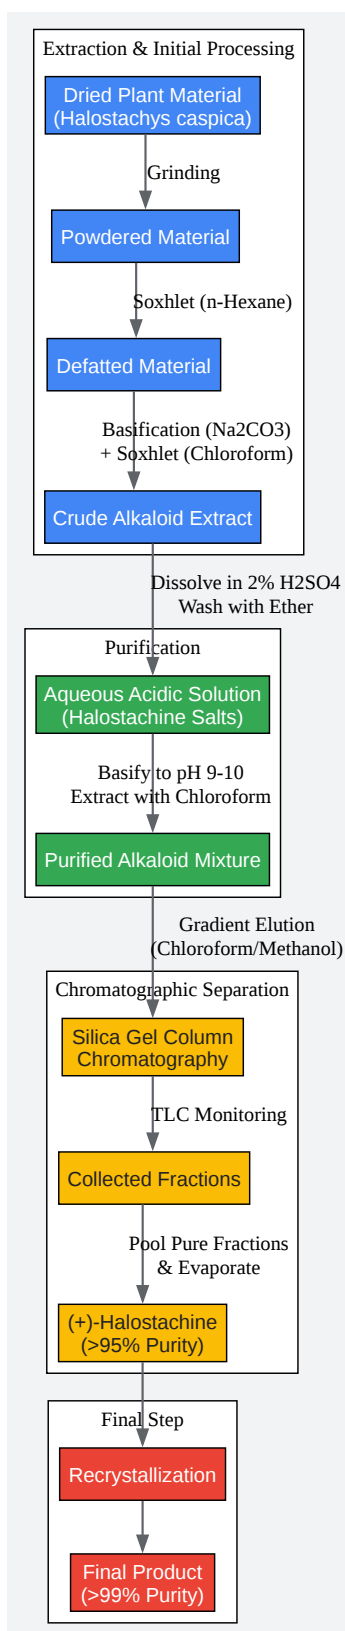 Extraction & Initial Processing
Dried Plant Material
(Halostachys caspica)
Grinding
Powdered Material
Soxhlet (n-Hexane)
Defatted Material
Basification (Na2CO3)
+ Soxhlet (Chloroform)
Crude Alkaloid Extract
Dissolve in 2% H2SO4
Wash with Ether
Purification
Aqueous Acidic Solution
(Halostachine Salts)
Basify to pH 9-10
Extract with Chloroform
Purified Alkaloid Mixture
Gradient Elution
(Chloroform/Methanol)
Chromatographic Separation
Silica Gel Column
Chromatography
TLC Monitoring
Collected Fractions
Pool Pure Fractions
& Evaporate
(+)-Halostachine
(>95% Purity)
Final Step
Recrystallization
Final Product
(>99% Purity)